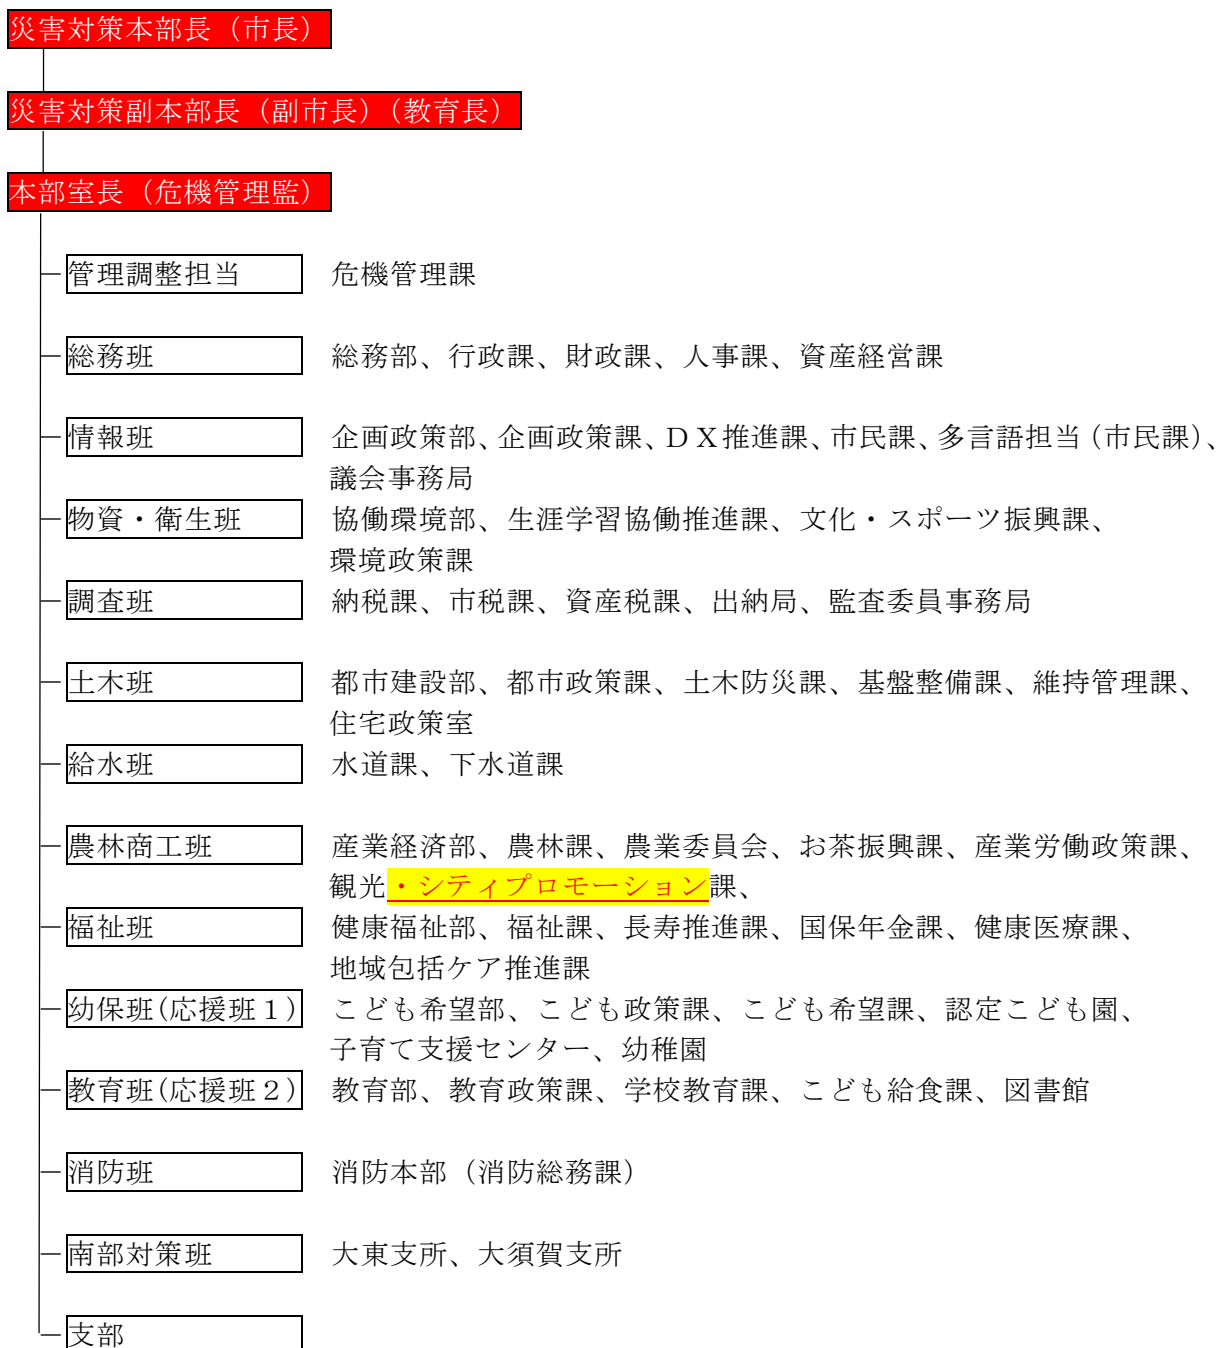 災害対策本部長（市長）
災害対策副本部長（副市長）（教育長）
本部室長（危機管理監）
管理調整担当　危機管理課
総務班　総務部、行政課、財政課、人事課、資産経営課
情報班　企画政策部、企画政策課、ＤＸ推進課、市民課、多言語担当（市民課）、
議会事務局
物資・衛生班　協働環境部、生涯学習協働推進課、文化・スポーツ振興課、
環境政策課
調査班　納税課、市税課、資産税課、出納局、監査委員事務局
土木班　都市建設部、都市政策課、土木防災課、基盤整備課、維持管理課、
住宅政策室
給水班　水道課、下水道課
農林商工班　産業経済部、農林課、農業委員会、お茶振興課、産業労働政策課、
観光・シティプロモーション課、
福祉班　健康福祉部、福祉課、長寿推進課、国保年金課、健康医療課、
地域包括ケア推進課
幼保班(応援班１)　こども希望部、こども政策課、こども希望課、認定こども園、
子育て支援センター、幼稚園
教育班(応援班２)　教育部、教育政策課、学校教育課、こども給食課、図書館
消防班　消防本部（消防総務課）
南部対策班　大東支所、大須賀支所
支部